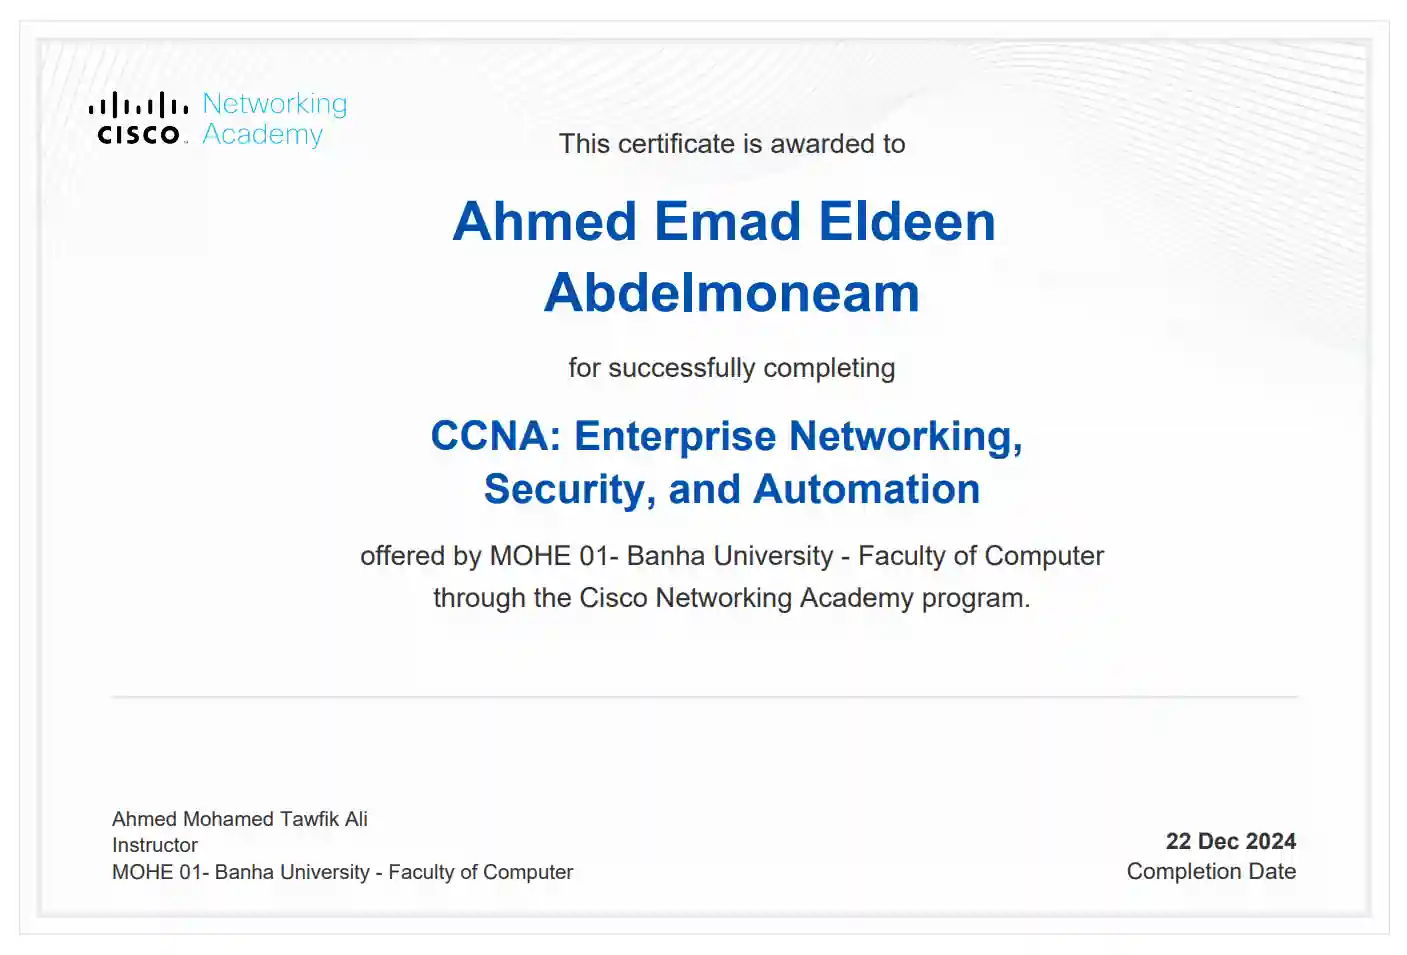 Networking
CISCO Academy
This certificate is awarded to
Ahmed Emad Eldeen
Abdelmoneam
for successfully completing
CCNA: Enterprise Networking,
Security, and Automation
offered by MOHE 01- Banha University - Faculty of Computer
through the Cisco Networking Academy program.
Ahmed Mohamed Tawfik Ali
Instructor
MOHE 01- Banha University - Faculty of Computer
22 Dec 2024
Completion Date